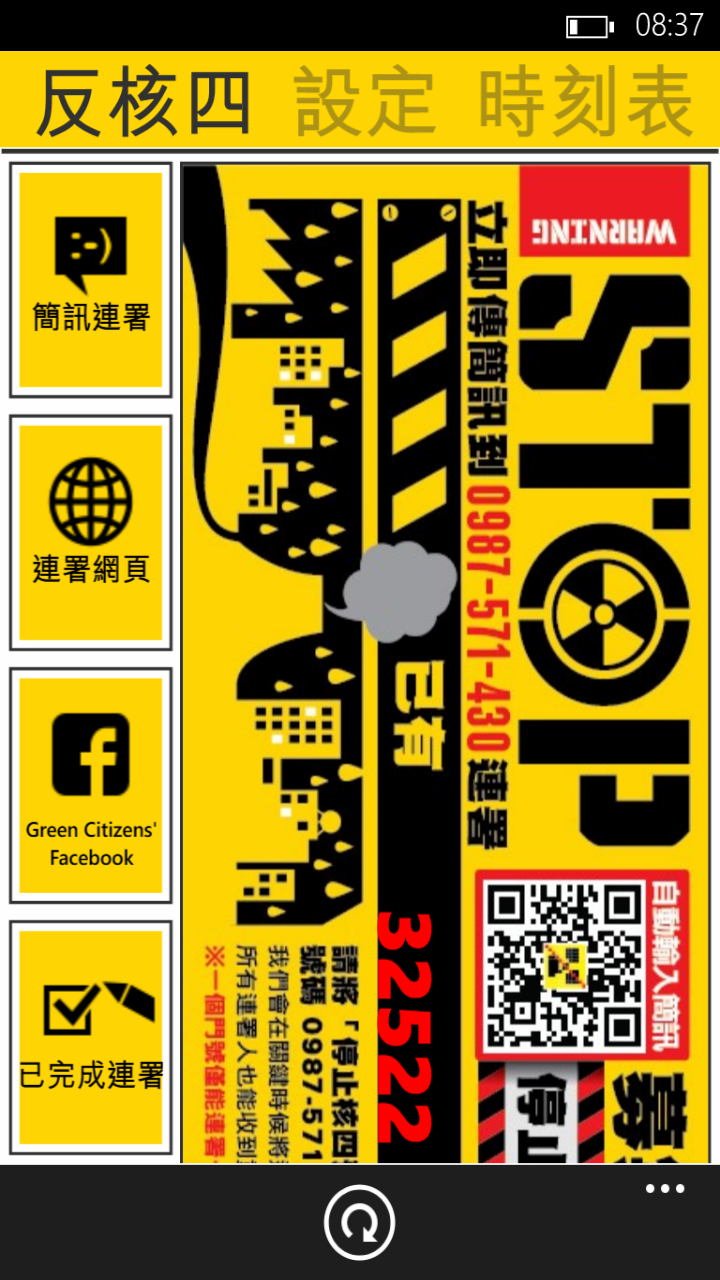 08:37
反核四 設定 時刻表
簡訊連署
連署網頁
Green Citizens'
Facebook
已完成連署
WARNING
STOP
立即傳簡訊到0987-571-430連署
自動輸入簡訊
已有
32522
請將「停止核四
號碼 0987-571
我們會在關鍵時候將
所有連署人也能收到
※一個門號僅能連署
停止
募